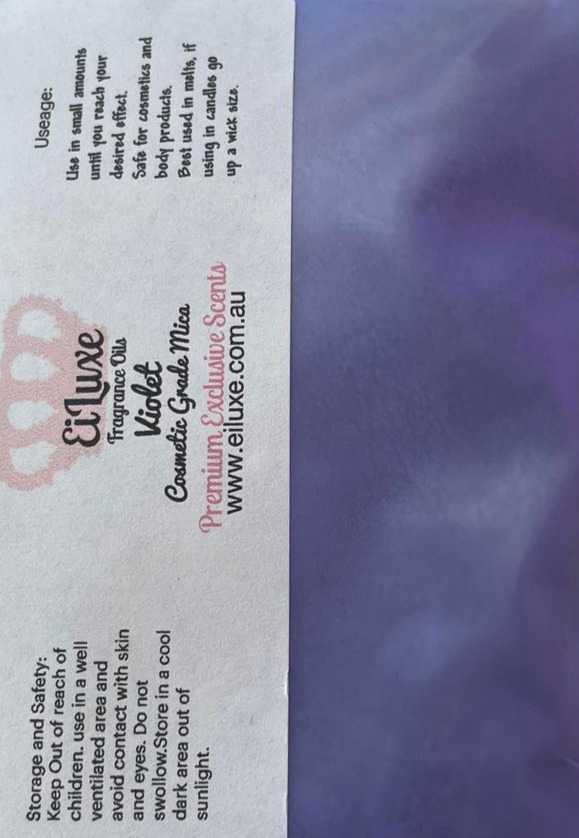 Storage and Safety:
Keep Out of reach of
children. use in a well
ventilated area and
avoid contact with skin
and eyes. Do not
swollow.Store in a cool
dark area out of
sunlight.
EiLuxe
Fragrance Oils
Violet
Cosmetic Grade Mica
Premium Exclusive Scents
www.eiluxe.com.au
Useage:
Use in small amounts
until you reach your
desired effect.
Safe for cosmetics and
body products.
Best used in melts, if
using in candles go
up a wick size.